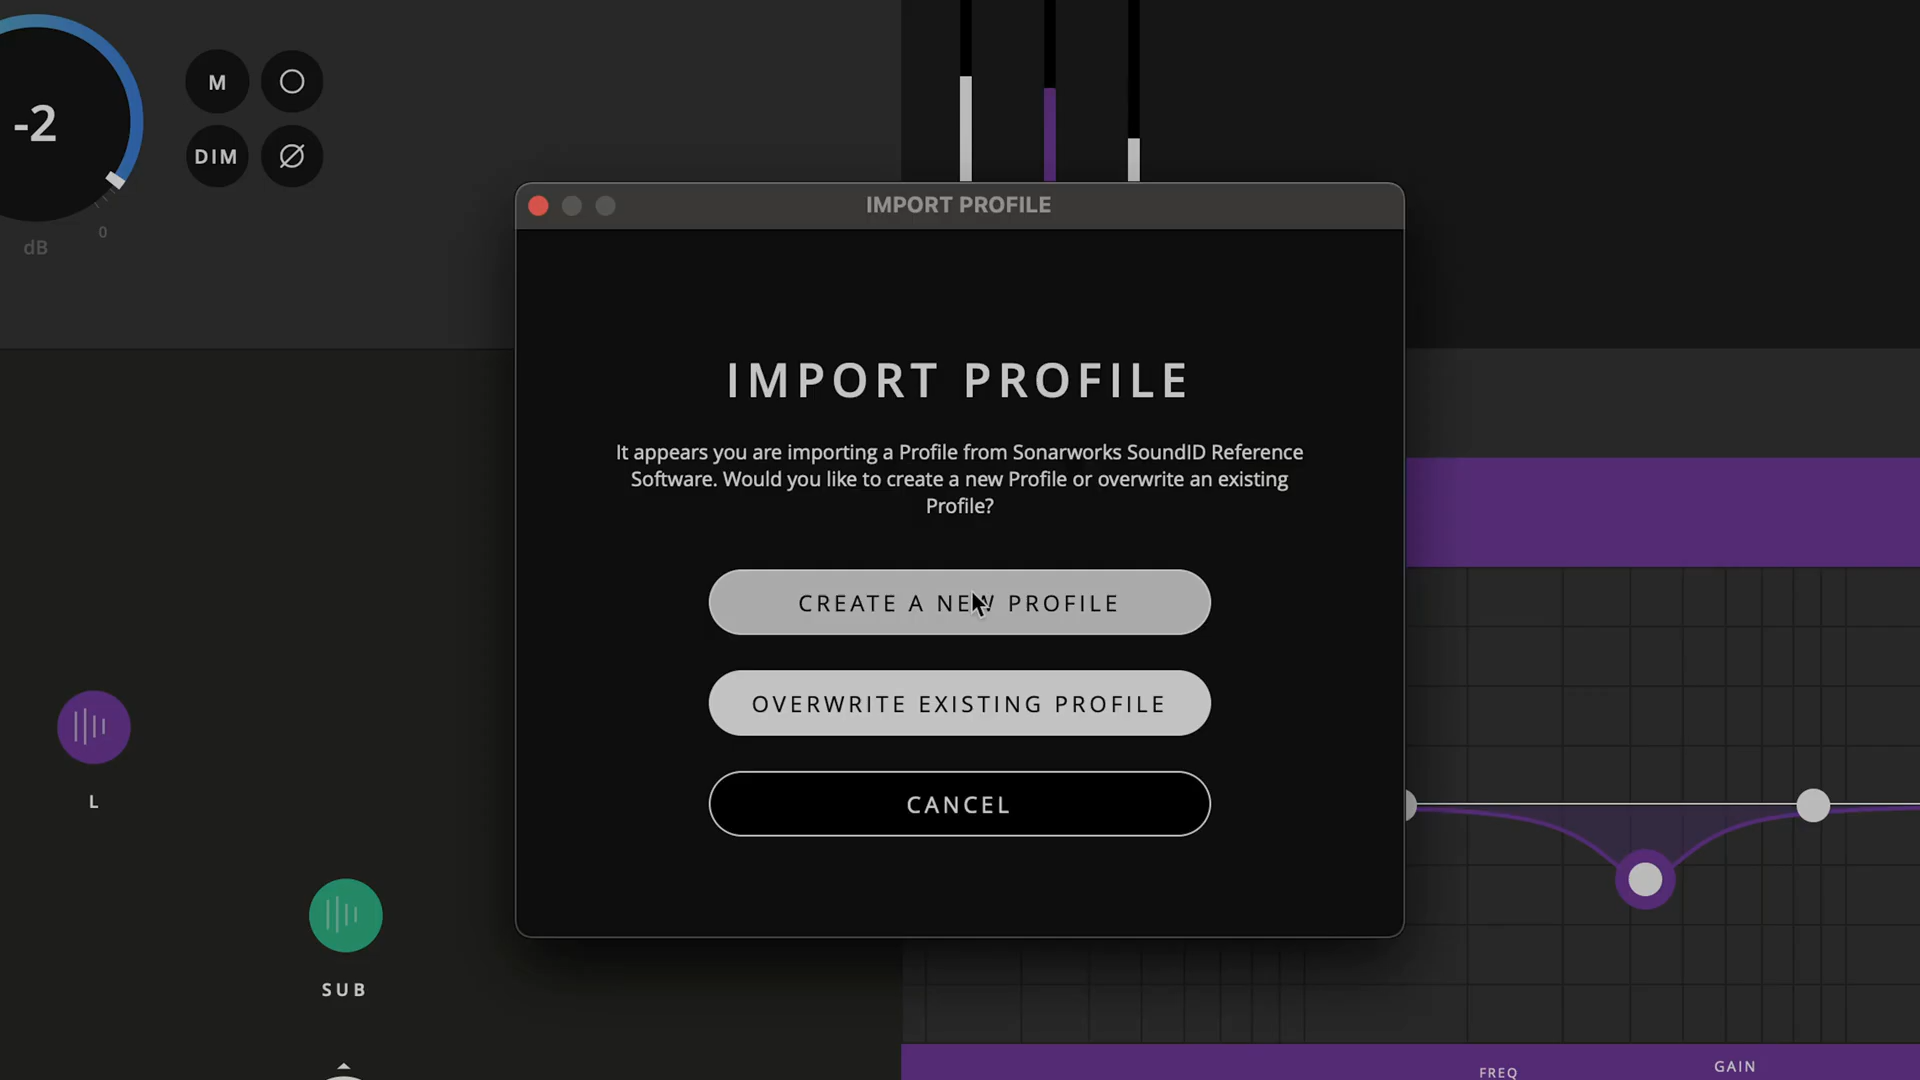 -2
M
DIM
0
dB
IMPORT PROFILE
IMPORT PROFILE
It appears you are importing a Profile from Sonarworks SoundID Reference
Software. Would you like to create a new Profile or overwrite an existing
Profile?
CREATE A NEW PROFILE
OVERWRITE EXISTING PROFILE
CANCEL
L
SUB
FREQ
GAIN